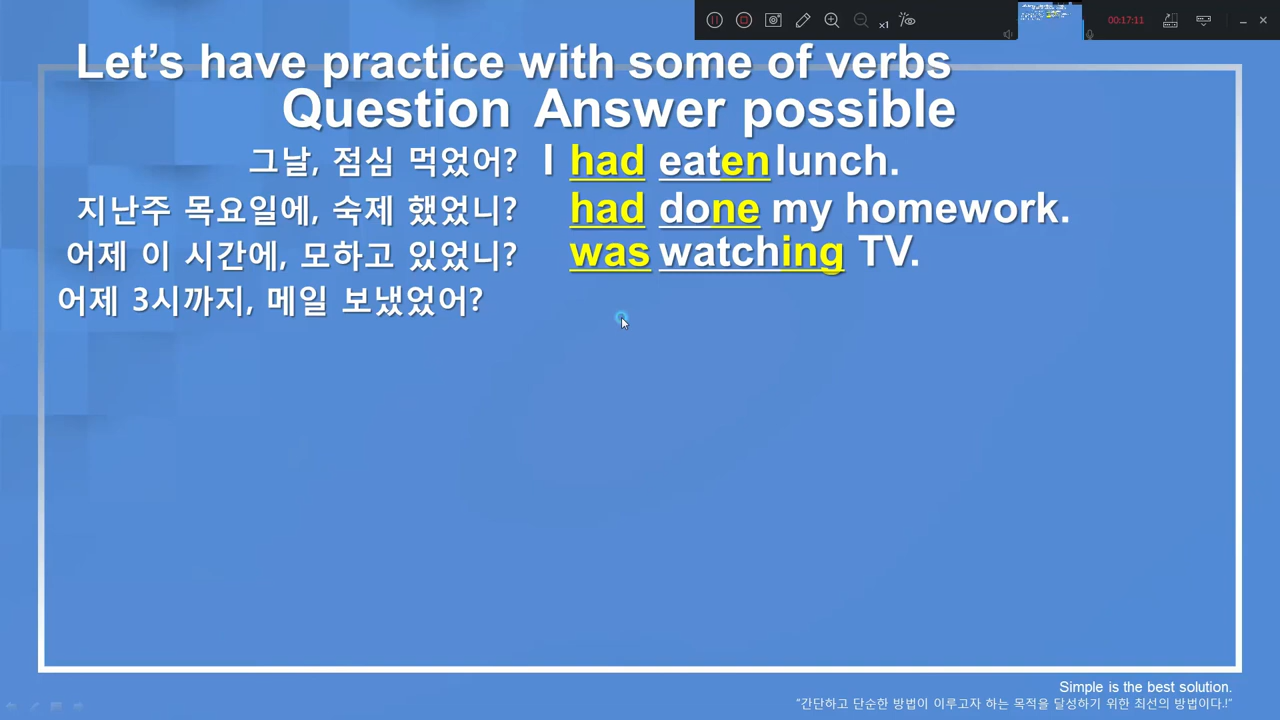 x1
00:17:11
Let's have practice with some of verbs
Question Answer possible
그날, 점심 먹었어? I had eaten lunch.
지난주 목요일에, 숙제 했었니? had done my homework.
어제 이 시간에, 모하고 있었니? was watching TV.
어제 3시까지, 메일 보냈었어?
Simple is the best solution.
"간단하고 단순한 방법이 이루고자 하는 목적을 달성하기 위한 최선의 방법이다.!"